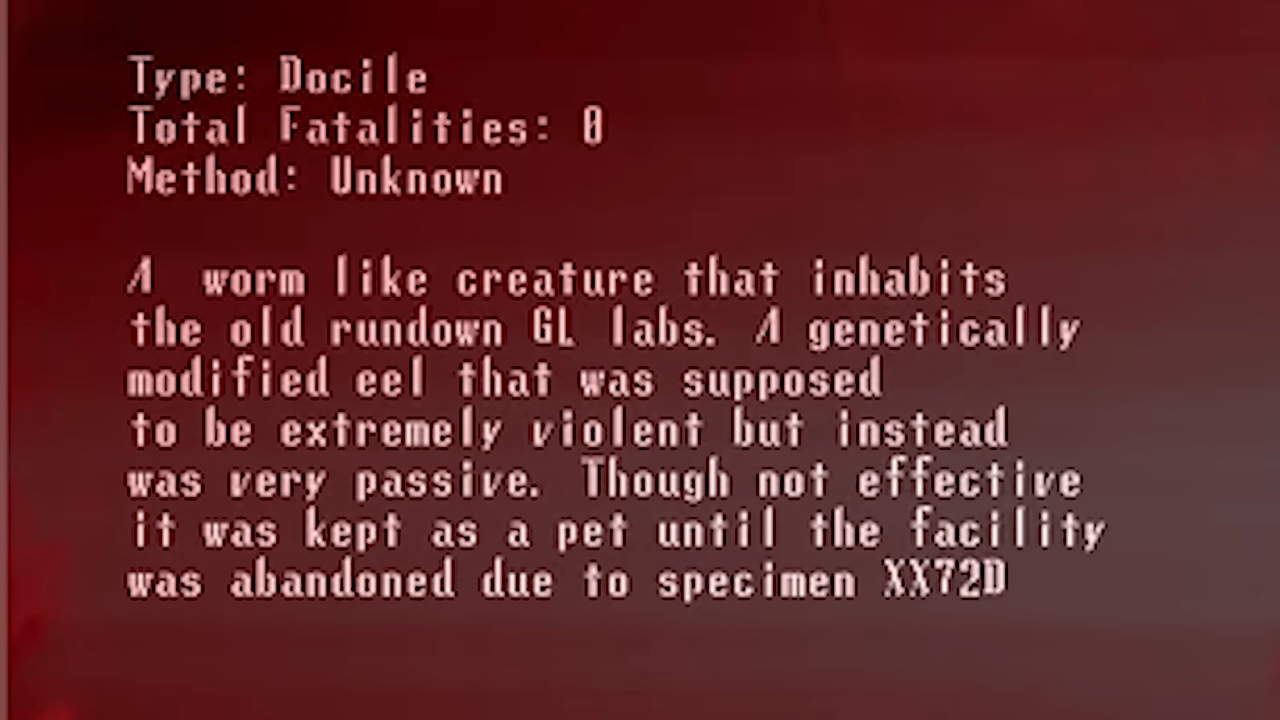 Type: Docile
Total Fatalities: 0
Method: Unknown
A worm like creature that inhabits
the old rundown GL labs. A genetically
modified eel that was supposed
to be extremely violent but instead
was very passive. Though not effective
it was kept as a pet until the facility
was abandoned due to specimen XX72D